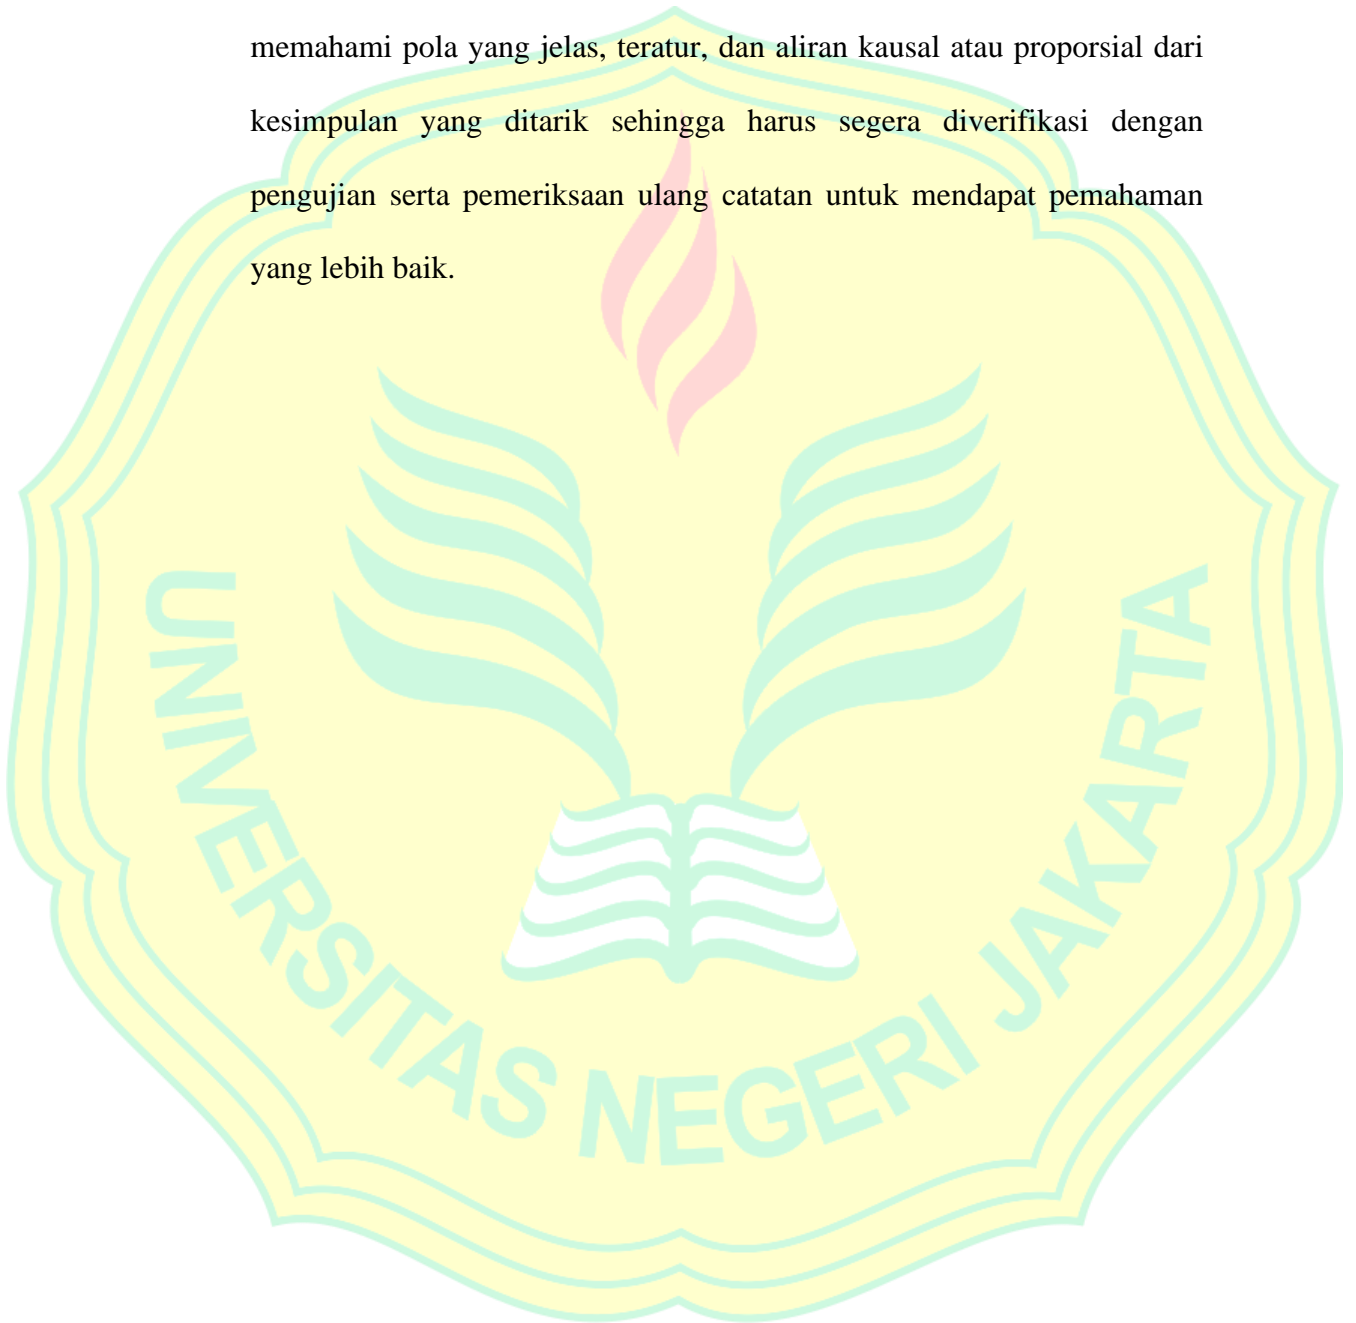 memahami pola yang jelas, teratur, dan aliran kausal atau proporsial dari
kesimpulan yang ditarik sehingga harus segera diverifikasi dengan
pengujian serta pemeriksaan ulang catatan untuk mendapat pemahaman
yang lebih baik.
UNIVERSITAS NEGERI JAKARTA